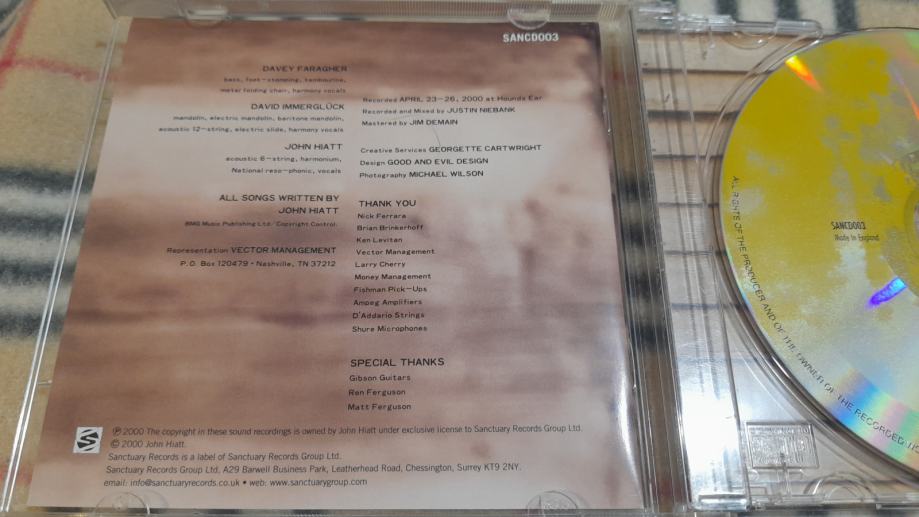 SANCD003
DAVEY FARAGHER
bass, foot-stomping, tambourine,
metal folding chair, harmony vocals
DAVID IMMERGLÜCK
mandolin, electric mandolin, baritone mandolin,
acoustic 12-string, electric slide, harmony vocals
JOHN HIATT
acoustic 6-string, harmonium,
National reso-phonic, vocals
ALL SONGS WRITTEN BY
JOHN HIATT
BMG Music Publishing Ltd/Copyright Control.
Representation VECTOR MANAGEMENT
P.O. Box 120479 • Nashville, TN 37212
Recorded APRIL 23-26, 2000 at Hounds Ear
Recorded and Mixed by JUSTIN NIEBANK
Mastered by JIM DEMAIN
Creative Services GEORGETTE CARTWRIGHT
Design GOOD AND EVIL DESIGN
Photography MICHAEL WILSON
THANK YOU
Nick Ferrara
Brian Brinkerhoff
Ken Levitan
Vector Management
Larry Cherry
Money Management
Fishman Pick-Ups
Ampeg Amplifiers
D'Addario Strings
Shure Microphones
SPECIAL THANKS
Gibson Guitars
Ren Ferguson
Matt Ferguson
℗ 2000 The copyright in these sound recordings is owned by John Hiatt under exclusive license to Sanctuary Records Group Ltd.
© 2000 John Hiatt.
Sanctuary Records is a label of Sanctuary Records Group Ltd.
Sanctuary Records Group Ltd, A29 Barwell Business Park, Leatherhead Road, Chessington, Surrey KT9 2NY.
email: info@sanctuaryrecords.co.uk • web: www.sanctuarygroup.com
SANCD003
Made In England
ALL RIGHTS OF THE PRODUCER AND OF THE OWNER OF THE RECORDED